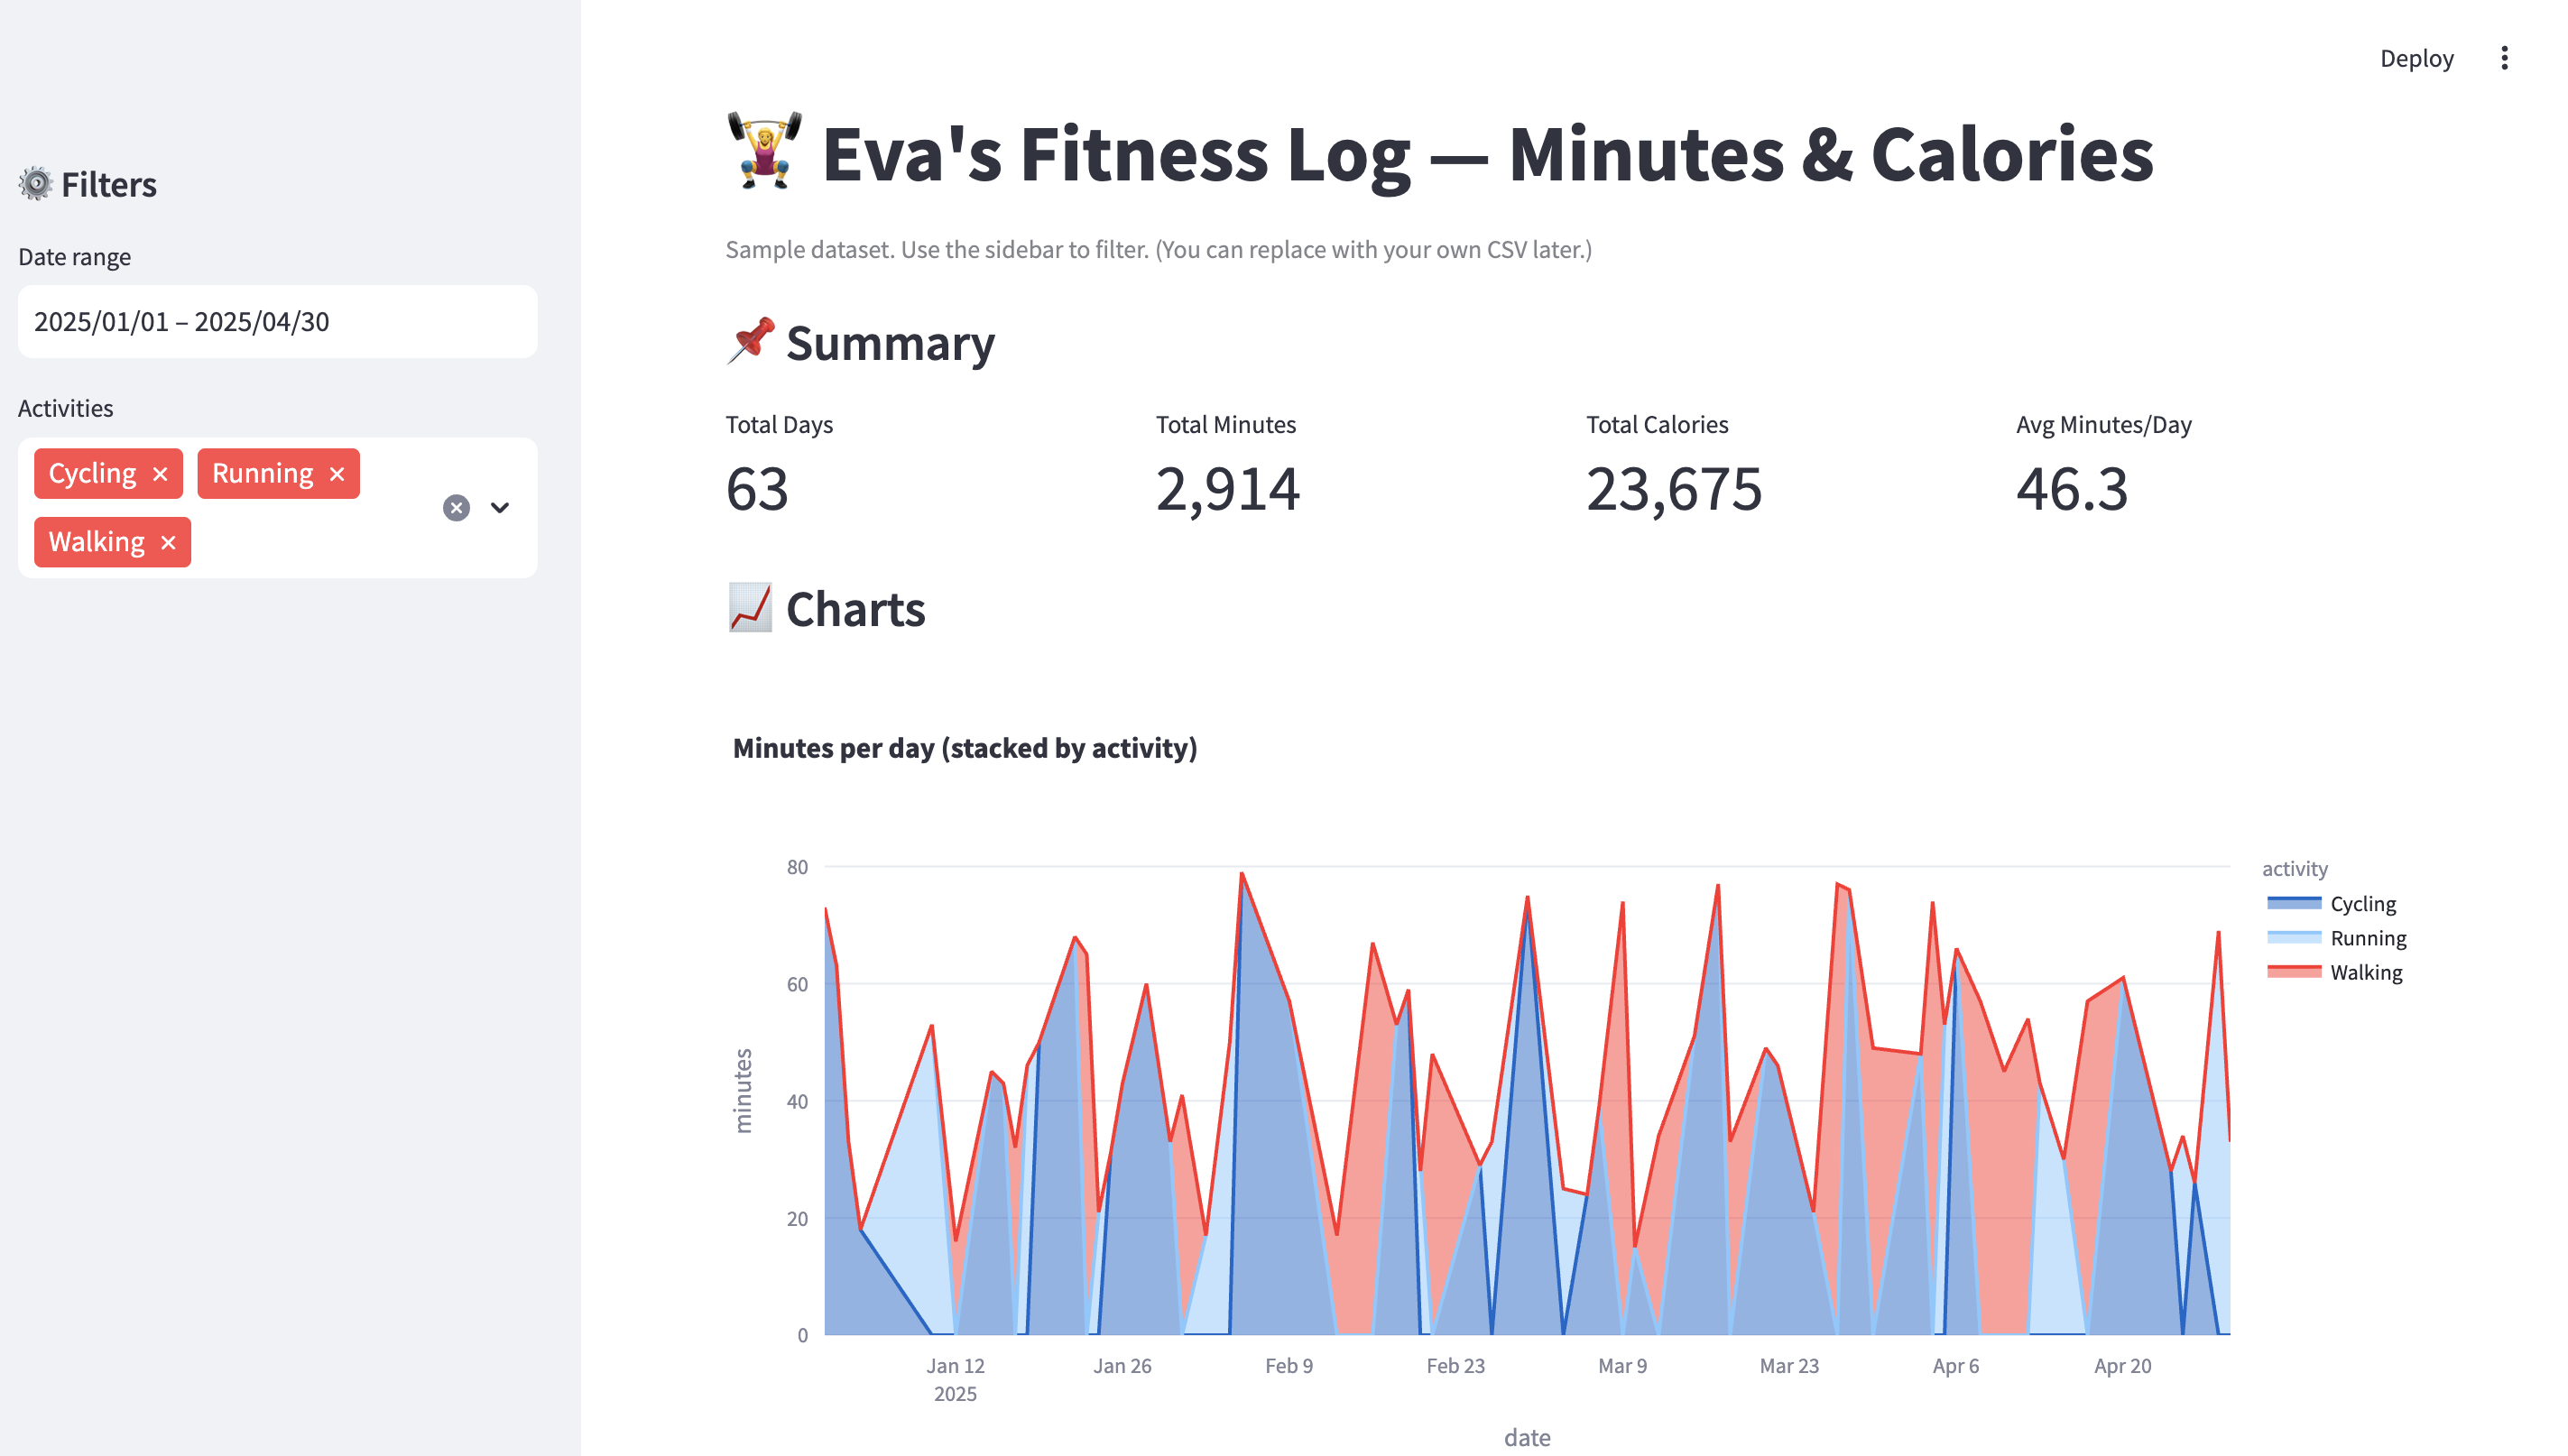 Deploy
⚙️ Filters
Date range
2025/01/01 – 2025/04/30
Activities
Cycling ×
Running ×
Walking ×
🏋️‍♀️ Eva's Fitness Log — Minutes & Calories
Sample dataset. Use the sidebar to filter. (You can replace with your own CSV later.)
📌 Summary
Total Days
63
Total Minutes
2,914
Total Calories
23,675
Avg Minutes/Day
46.3
📈 Charts
Minutes per day (stacked by activity)
80
60
40
20
0
minutes
Jan 12
2025
Jan 26
Feb 9
Feb 23
Mar 9
Mar 23
Apr 6
Apr 20
date
activity
Cycling
Running
Walking